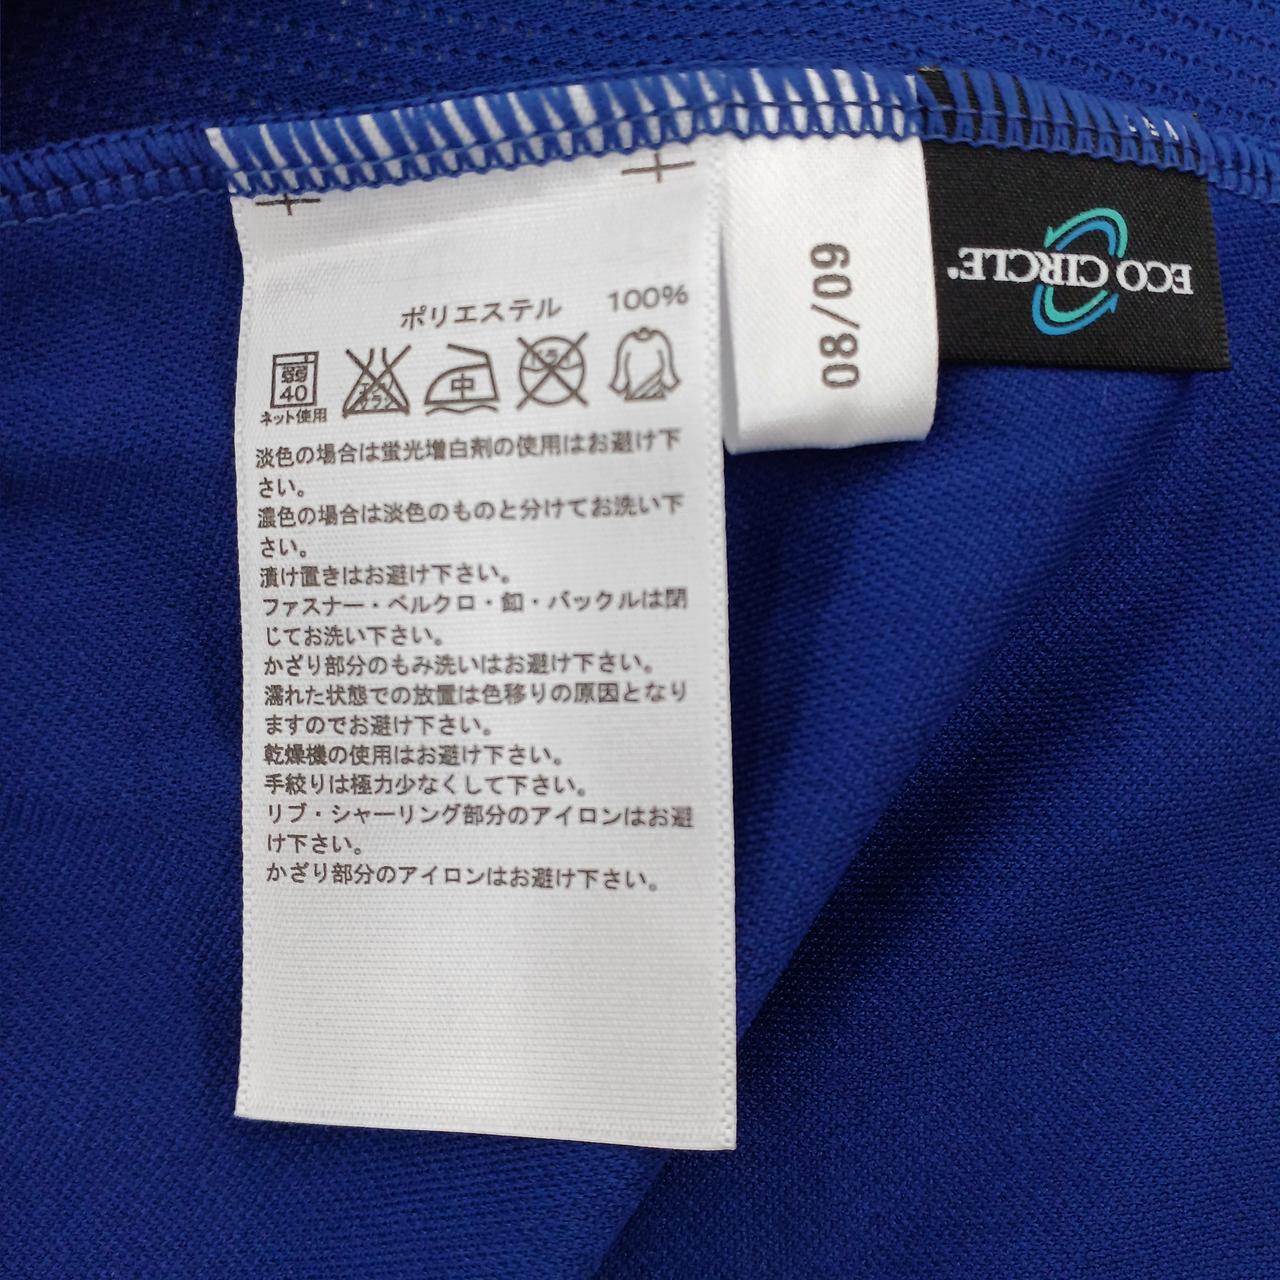 ポリエステル 100%
弱
40
ネット使用
エンソ
サラシ
中
ドライ
淡色の場合は蛍光増白剤の使用はお避け下
さい。
濃色の場合は淡色のものと分けてお洗い下
さい。
漬け置きはお避け下さい。
ファスナー・ベルクロ・釦・バックルは閉
じてお洗い下さい。
かざり部分のもみ洗いはお避け下さい。
濡れた状態での放置は色移りの原因となり
ますのでお避け下さい。
乾燥機の使用はお避け下さい。
手絞りは極力少なくして下さい。
リブ・シャーリング部分のアイロンはお避
け下さい。
かざり部分のアイロンはお避け下さい。
08/09
ECO CIRCLE®